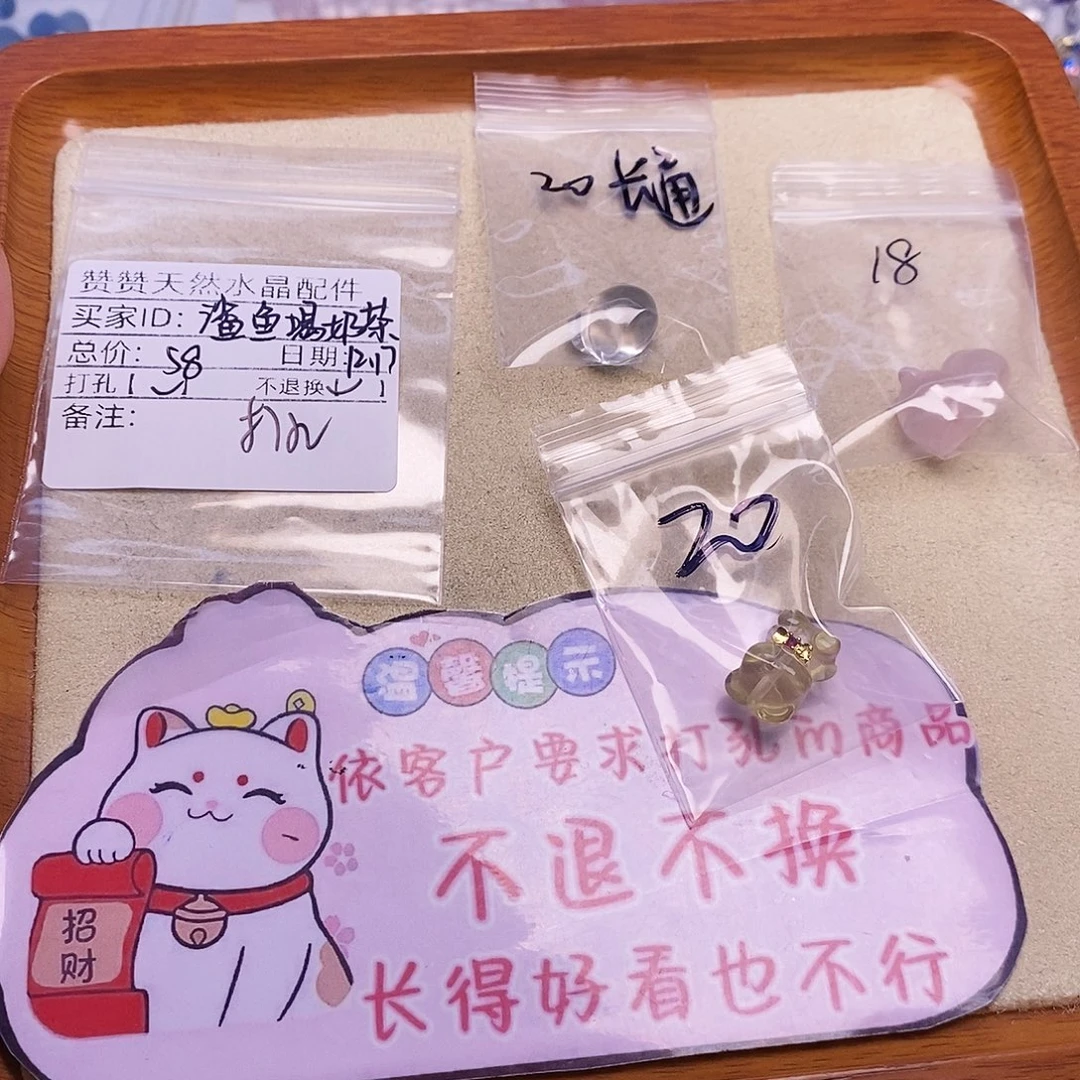 赞赞天然水晶配件
买家ID: 鲨鱼喝奶茶
总价: 58 日期: 12.17
打孔【 】 不退换 】
备注: 打孔
20 长通
18
20
温馨提示
依客户要求打孔的商品
不退不换
长得好看也不行
招
财